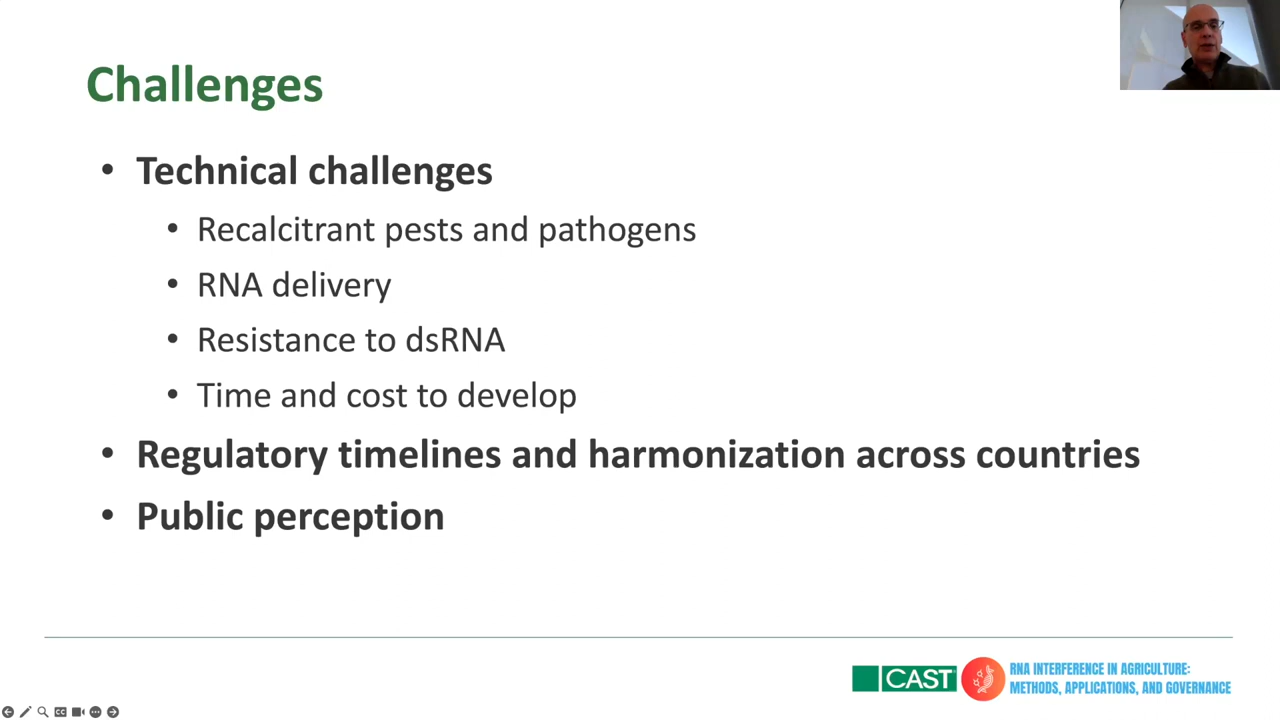 Challenges
• Technical challenges
• Recalcitrant pests and pathogens
• RNA delivery
• Resistance to dsRNA
• Time and cost to develop
• Regulatory timelines and harmonization across countries
• Public perception
CAST
RNA INTERFERENCE IN AGRICULTURE:
METHODS, APPLICATIONS, AND GOVERNANCE
CC